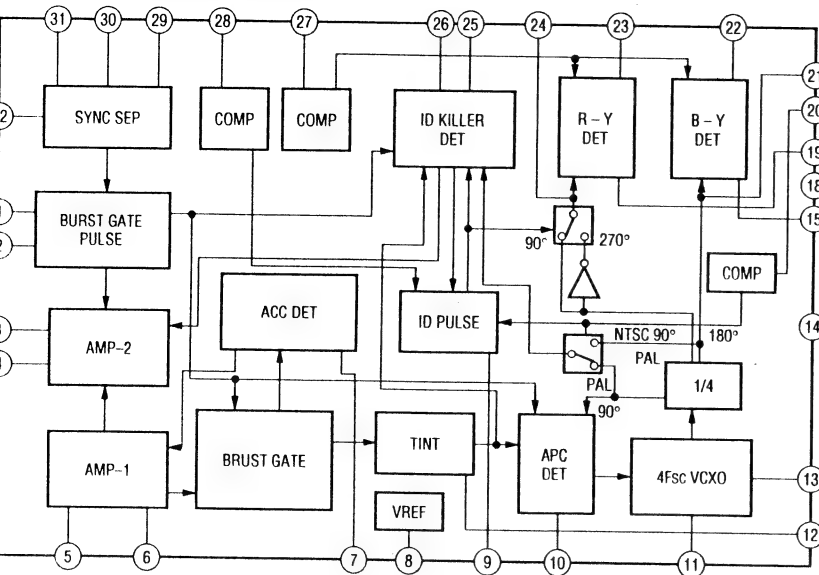 31
30
29
28
27
26
25
24
23
22
21
20
19
18
15
14
13
12
SYNC SEP
COMP
COMP
ID KILLER
DET
R – Y
DET
B – Y
DET
BURST GATE
PULSE
90°
270°
COMP
ACC DET
ID PULSE
NTSC 90°
180°
PAL
AMP-2
PAL
90°
1/4
AMP-1
BRUST GATE
TINT
APC
DET
4FSC VCXO
VREF
5
6
7
8
9
10
11